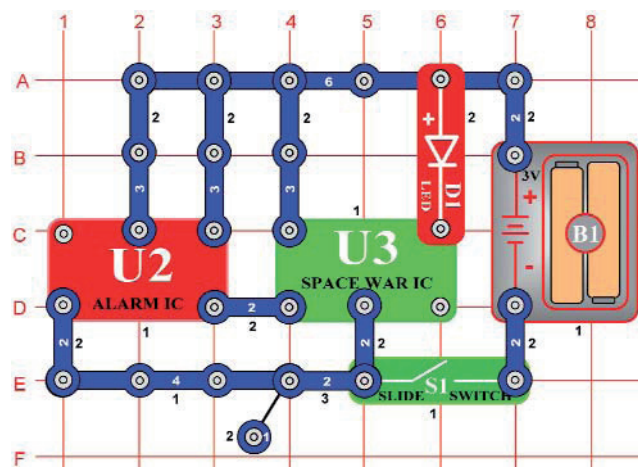 1 2 3 4 5 6 7 8
A 6
2 2 2 + 2 2
B
3V
3 3 3 D1 LED + B1
C 1
U2 U3 -
ALARM IC SPACE WAR IC
D 2
1 2 1
2 2 2 2 2 2
E 4 2 S1
1 3 SLIDE SWITCH
1
2 1
F